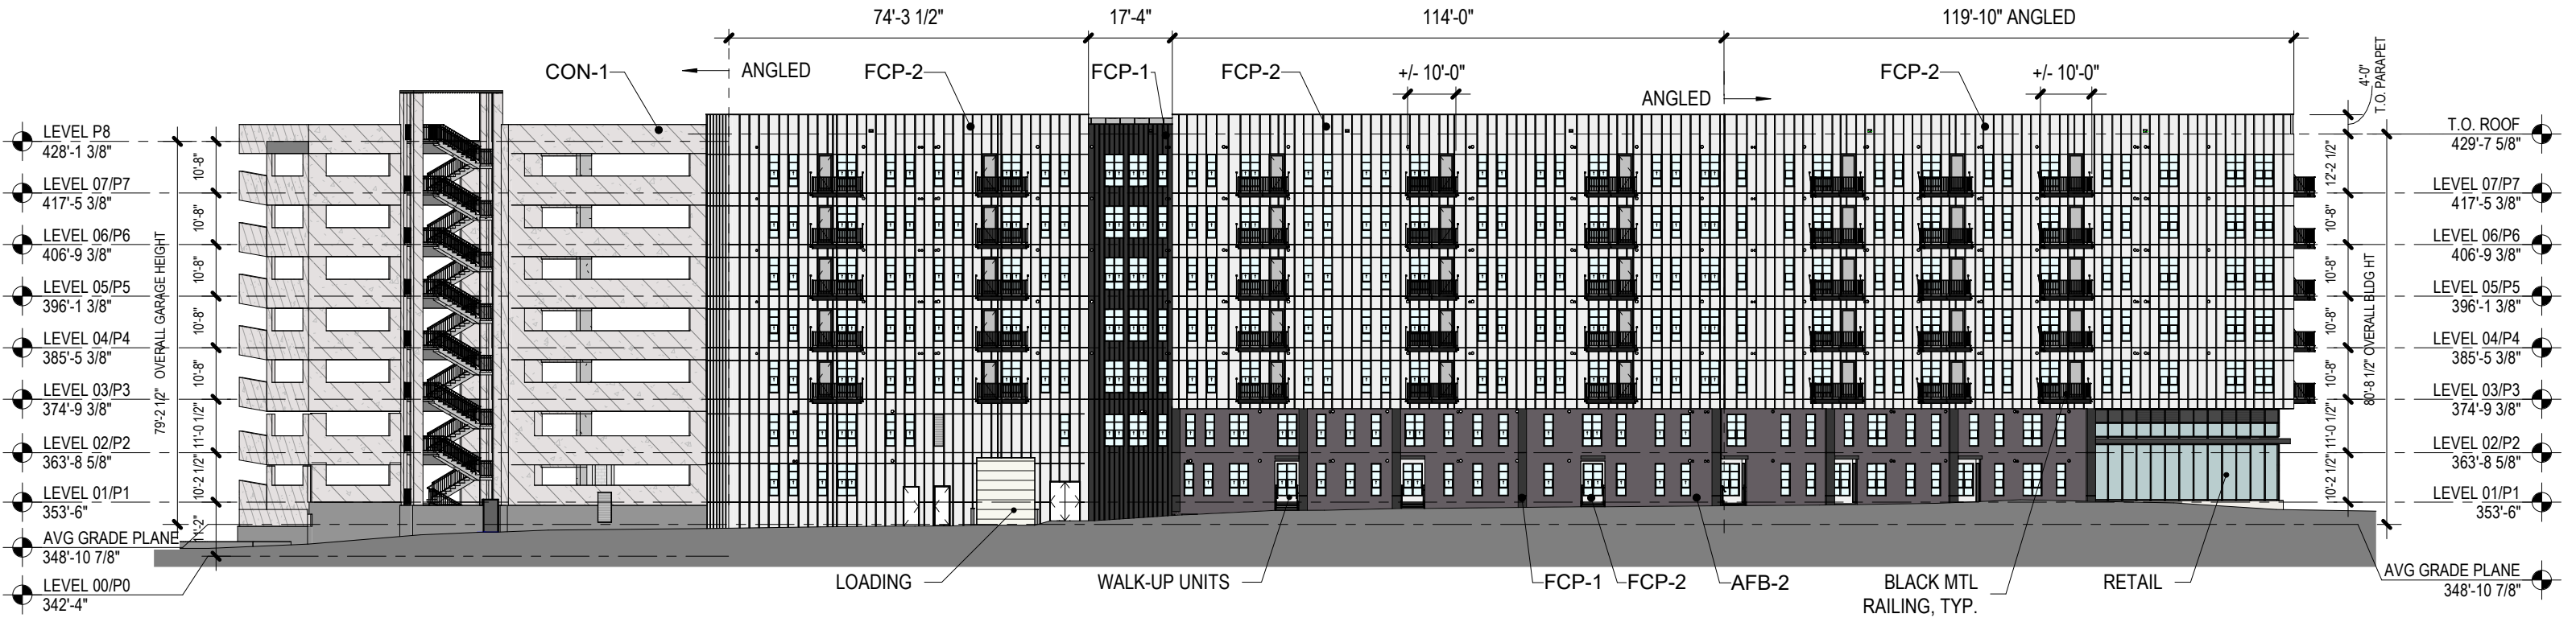 74'-3 1/2" 17'-4" 114'-0" 119'-10" ANGLED
CON-1 ANGLED FCP-2 FCP-1 FCP-2 +/- 10'-0" ANGLED FCP-2 +/- 10'-0"
4'-0"
T.O. PARAPET
LEVEL P8
428'-1 3/8"
LEVEL 07/P7
417'-5 3/8"
LEVEL 06/P6
406'-9 3/8"
LEVEL 05/P5
396'-1 3/8"
LEVEL 04/P4
385'-5 3/8"
LEVEL 03/P3
374'-9 3/8"
LEVEL 02/P2
363'-8 5/8"
LEVEL 01/P1
353'-6"
AVG GRADE PLANE
348'-10 7/8"
LEVEL 00/P0
342'-4"
79'-2 1/2" OVERALL GARAGE HEIGHT
10'-8"
10'-8"
10'-8"
10'-8"
10'-8"
11'-0 1/2"
10'-2 1/2"
11'-2"
12'-2 1/2"
10'-8"
10'-8"
10'-8"
10'-8"
11'-0 1/2"
10'-2 1/2"
80'-8 1/2" OVERALL BLDG HT
T.O. ROOF
429'-7 5/8"
LEVEL 07/P7
417'-5 3/8"
LEVEL 06/P6
406'-9 3/8"
LEVEL 05/P5
396'-1 3/8"
LEVEL 04/P4
385'-5 3/8"
LEVEL 03/P3
374'-9 3/8"
LEVEL 02/P2
363'-8 5/8"
LEVEL 01/P1
353'-6"
AVG GRADE PLANE
348'-10 7/8"
LOADING WALK-UP UNITS FCP-1 FCP-2 AFB-2 BLACK MTL RETAIL
RAILING, TYP.